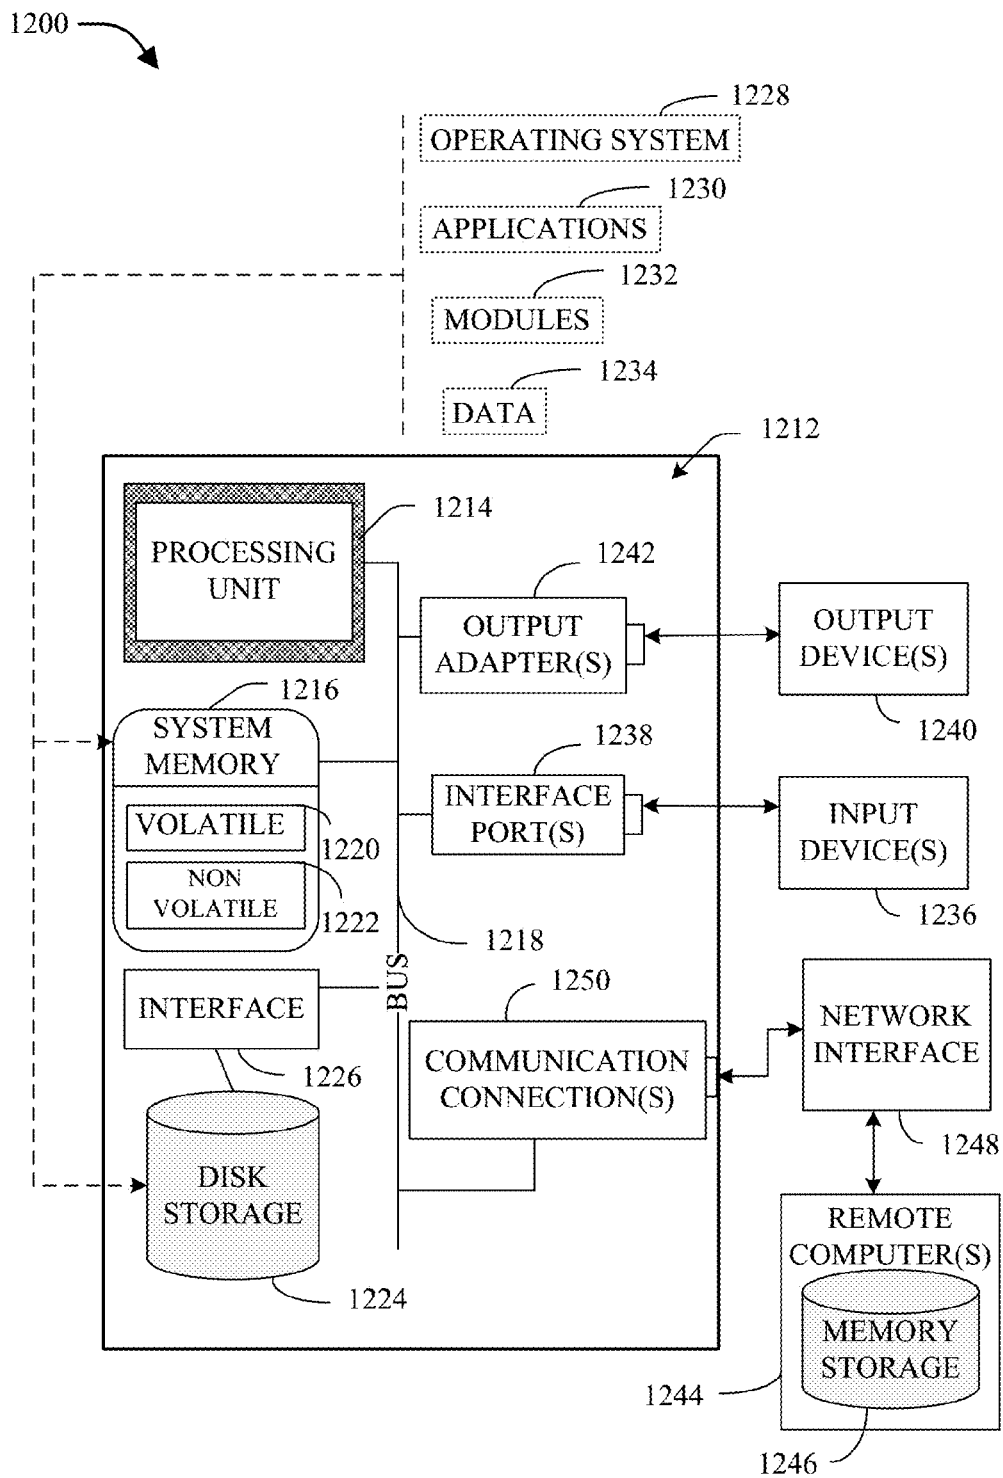 1200
1228
OPERATING SYSTEM
1230
APPLICATIONS
1232
MODULES
1234
DATA
1212
1214
PROCESSING
UNIT
1242
OUTPUT
ADAPTER(S)
OUTPUT
DEVICE(S)
1240
1216
SYSTEM
MEMORY
VOLATILE
1220
NON
VOLATILE
1222
1238
INTERFACE
PORT(S)
INPUT
DEVICE(S)
1236
1218
BUS
INTERFACE
1226
1250
COMMUNICATION
CONNECTION(S)
NETWORK
INTERFACE
1248
DISK
STORAGE
1224
REMOTE
COMPUTER(S)
MEMORY
STORAGE
1244
1246